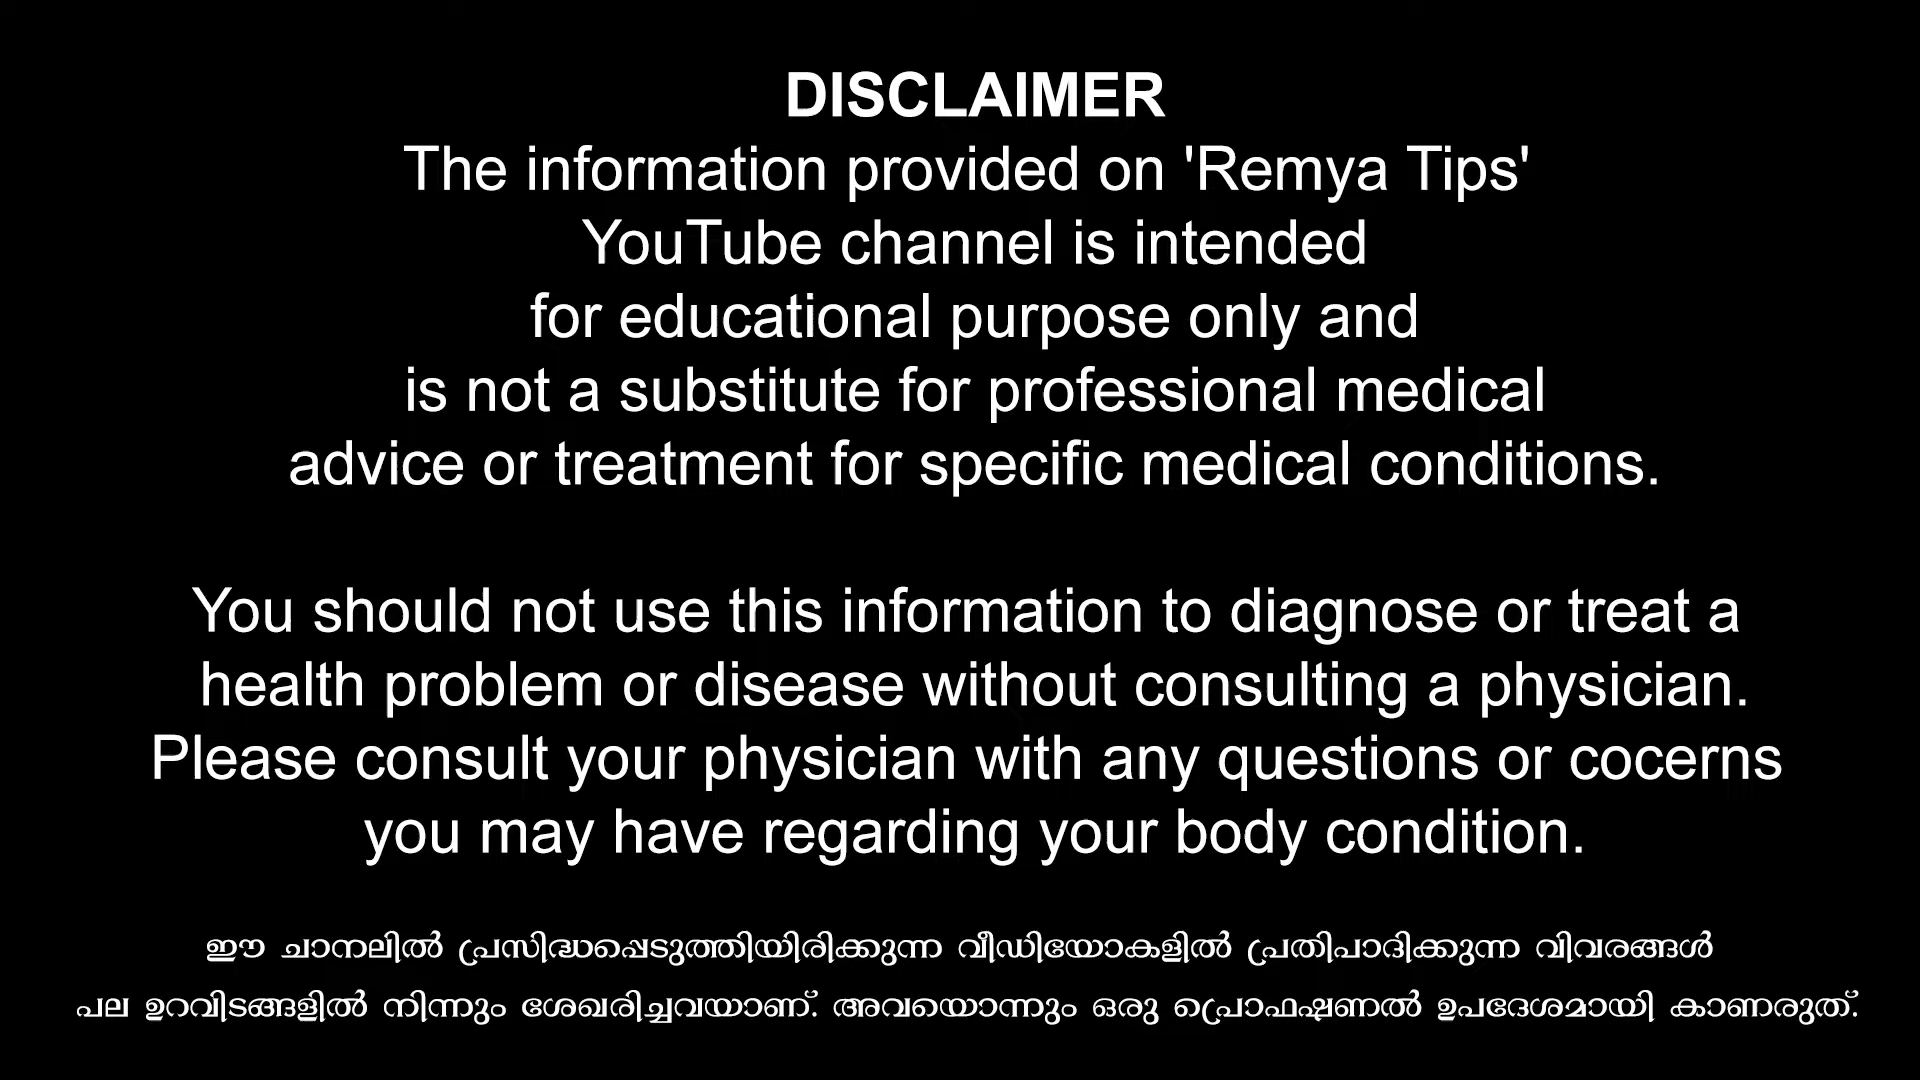 DISCLAIMER
The information provided on 'Remya Tips'
YouTube channel is intended
for educational purpose only and
is not a substitute for professional medical
advice or treatment for specific medical conditions.
You should not use this information to diagnose or treat a
health problem or disease without consulting a physician.
Please consult your physician with any questions or cocerns
you may have regarding your body condition.
ഈ ചാനലിൽ പ്രസിദ്ധപ്പെടുത്തിയിരിക്കുന്ന വീഡിയോകളിൽ പ്രതിപാദിക്കുന്ന വിവരങ്ങൾ
പല ഉറവിടങ്ങളിൽ നിന്നും ശേഖരിച്ചവയാണ്. അവയൊന്നും ഒരു പ്രൊഫഷണൽ ഉപദേശമായി കാണരുത്.